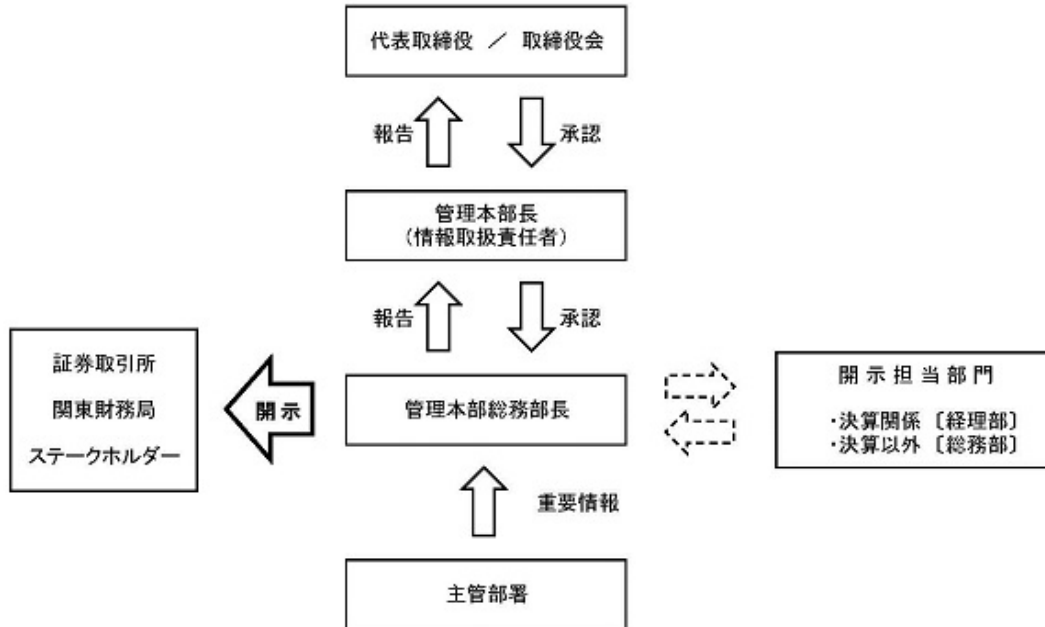 代表取締役 ／ 取締役会
報告
承認
管理本部長
（情報取扱責任者）
報告
承認
証券取引所
関東財務局
ステークホルダー
開示
管理本部総務部長
開示担当部門
・決算関係〔経理部〕
・決算以外〔総務部〕
重要情報
主管部署